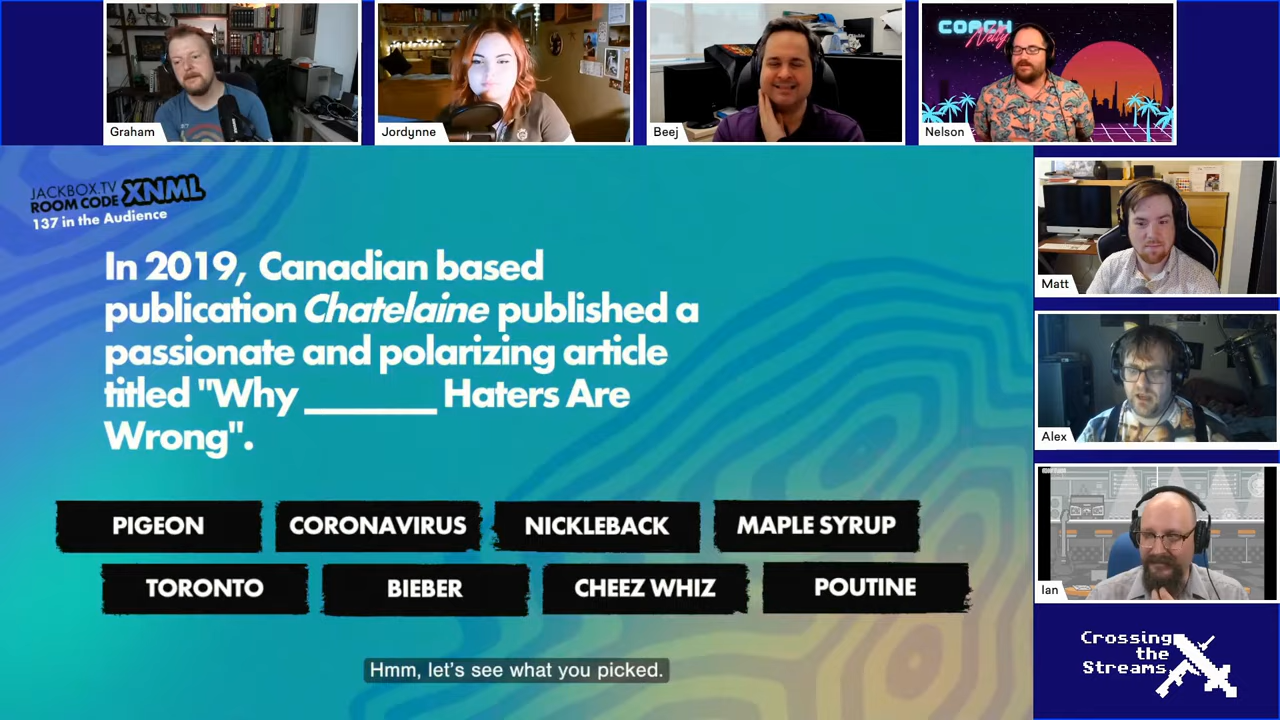 Graham
Jordynne
Beej
COACH
Nelly
Nelson
JACKBOX.TV
ROOM CODE XNML
137 in the Audience
In 2019, Canadian based
publication Chatelaine published a
passionate and polarizing article
titled "Why ______ Haters Are
Wrong".
PIGEON
CORONAVIRUS
NICKLEBACK
MAPLE SYRUP
TORONTO
BIEBER
CHEEZ WHIZ
POUTINE
Hmm, let's see what you picked.
Matt
Alex
Ian
Crossing
the
Streams